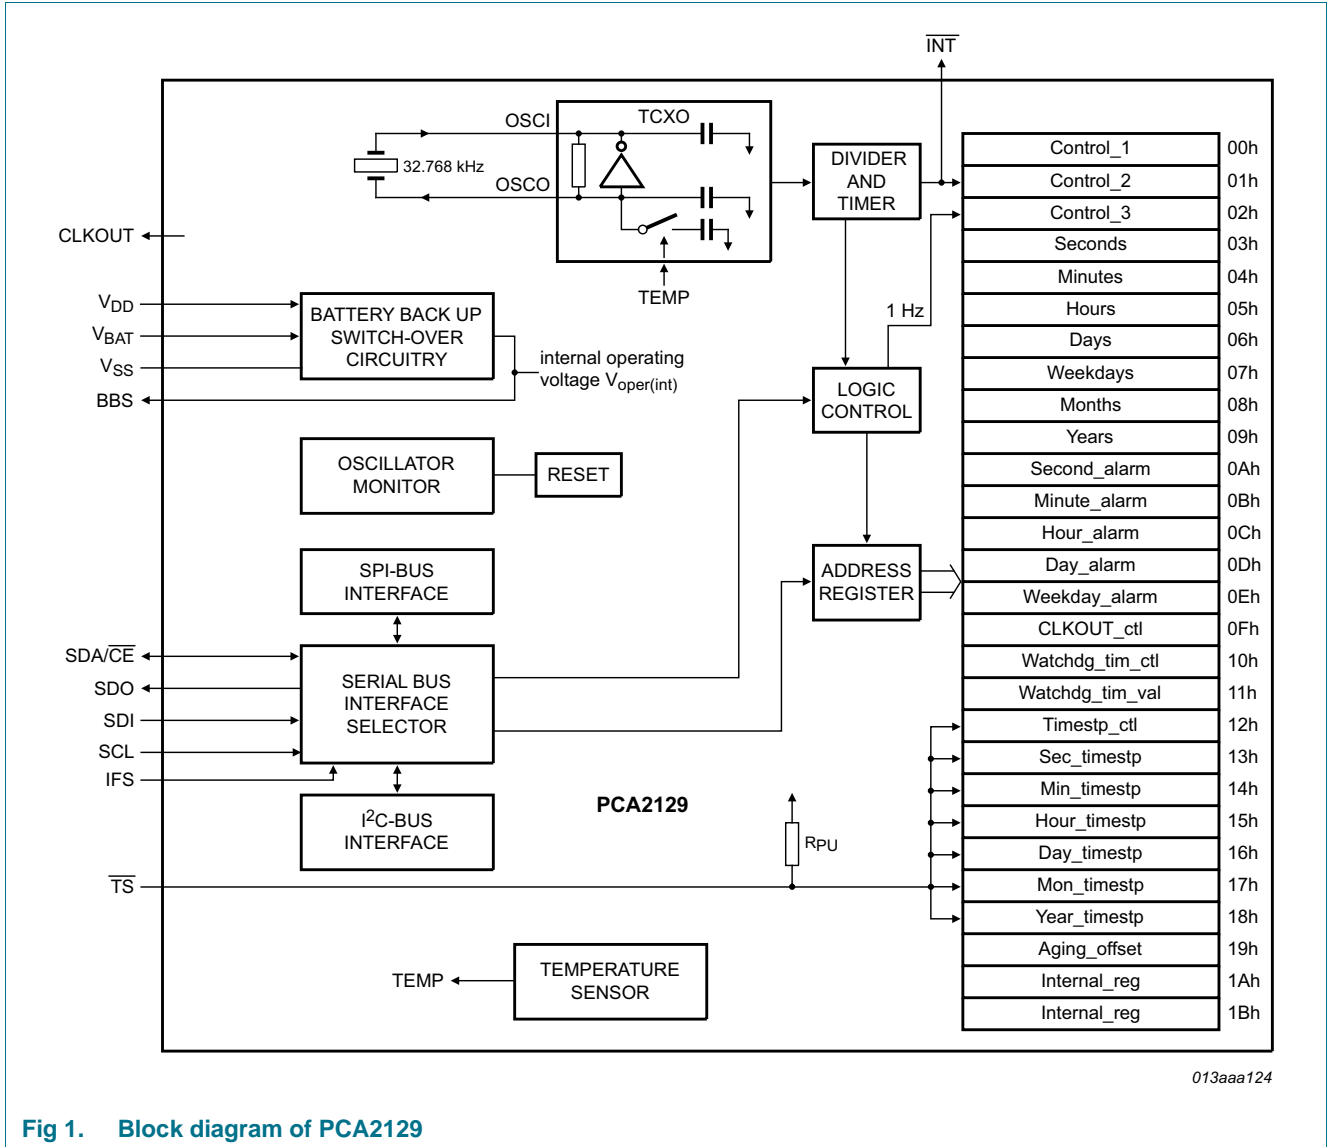 INT
OSCI
TCXO
32.768 kHz
OSCO
TEMP
DIVIDER
AND
TIMER
1 Hz
CLKOUT
VDD
VBAT
VSS
BBS
BATTERY BACK UP
SWITCH-OVER
CIRCUITRY
internal operating
voltage Voper(int)
LOGIC
CONTROL
OSCILLATOR
MONITOR
RESET
SPI-BUS
INTERFACE
ADDRESS
REGISTER
SDA/CE
SDO
SDI
SCL
IFS
SERIAL BUS
INTERFACE
SELECTOR
I2C-BUS
INTERFACE
PCA2129
RPU
TS
TEMP
TEMPERATURE
SENSOR
Control_1 00h
Control_2 01h
Control_3 02h
Seconds 03h
Minutes 04h
Hours 05h
Days 06h
Weekdays 07h
Months 08h
Years 09h
Second_alarm 0Ah
Minute_alarm 0Bh
Hour_alarm 0Ch
Day_alarm 0Dh
Weekday_alarm 0Eh
CLKOUT_ctl 0Fh
Watchdg_tim_ctl 10h
Watchdg_tim_val 11h
Timestp_ctl 12h
Sec_timestp 13h
Min_timestp 14h
Hour_timestp 15h
Day_timestp 16h
Mon_timestp 17h
Year_timestp 18h
Aging_offset 19h
Internal_reg 1Ah
Internal_reg 1Bh
013aaa124
Fig 1. Block diagram of PCA2129